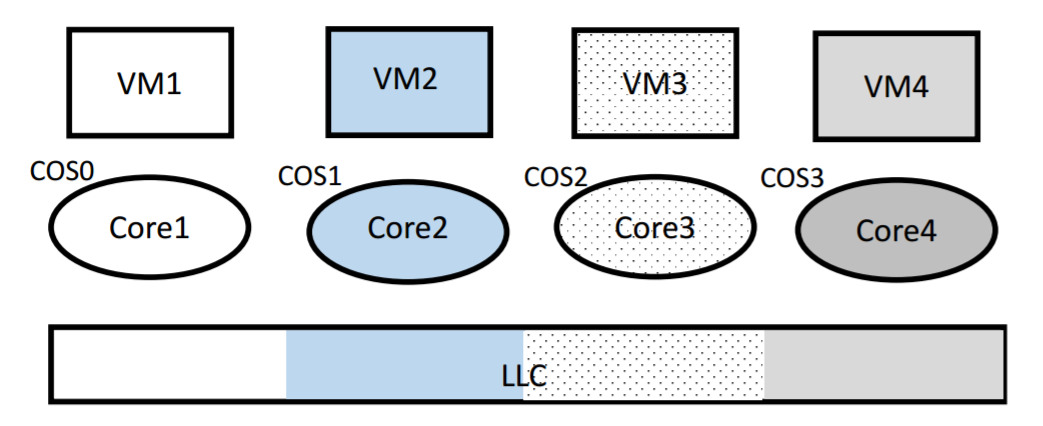 VM1 VM2 VM3 VM4
COS0 COS1 COS2 COS3
Core1 Core2 Core3 Core4
LLC